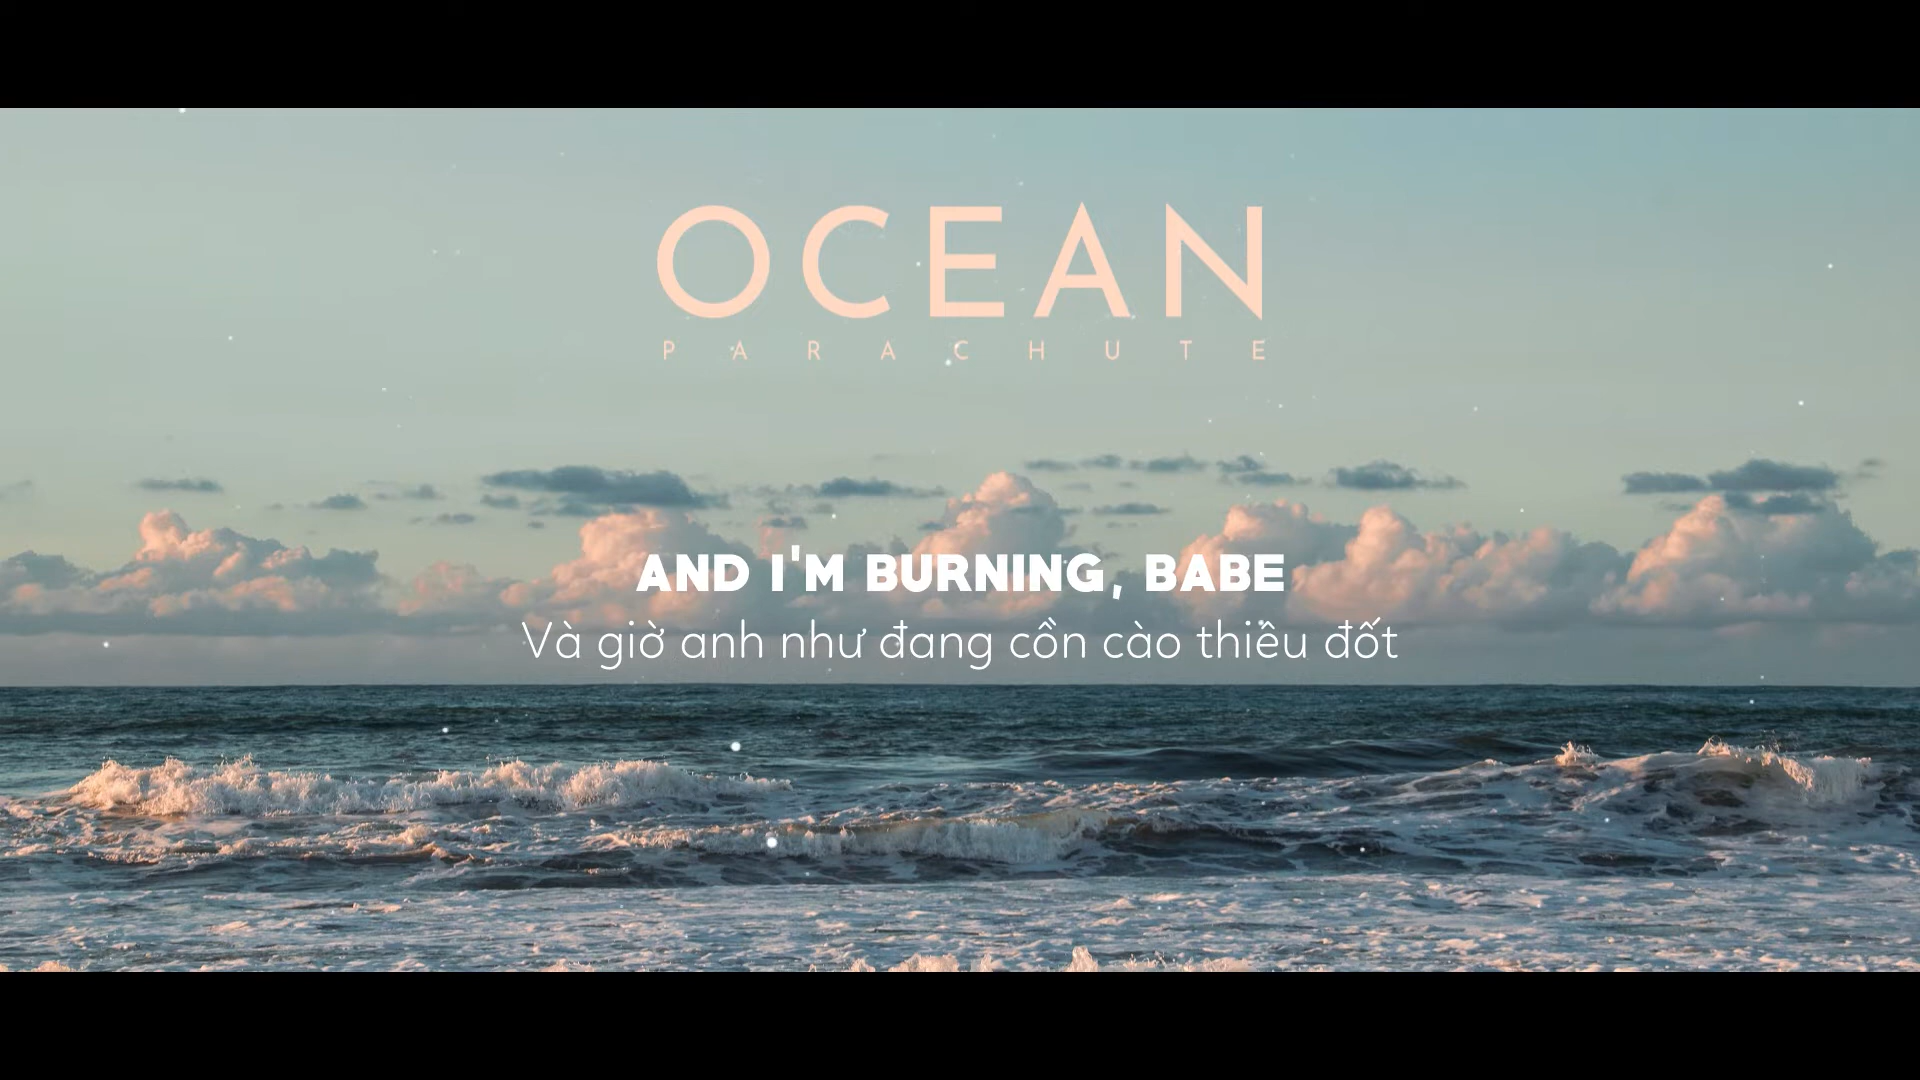 OCEAN
PARACHUTE
AND I'M BURNING, BABE
Và giờ anh như đang cồn cào thiêu đốt